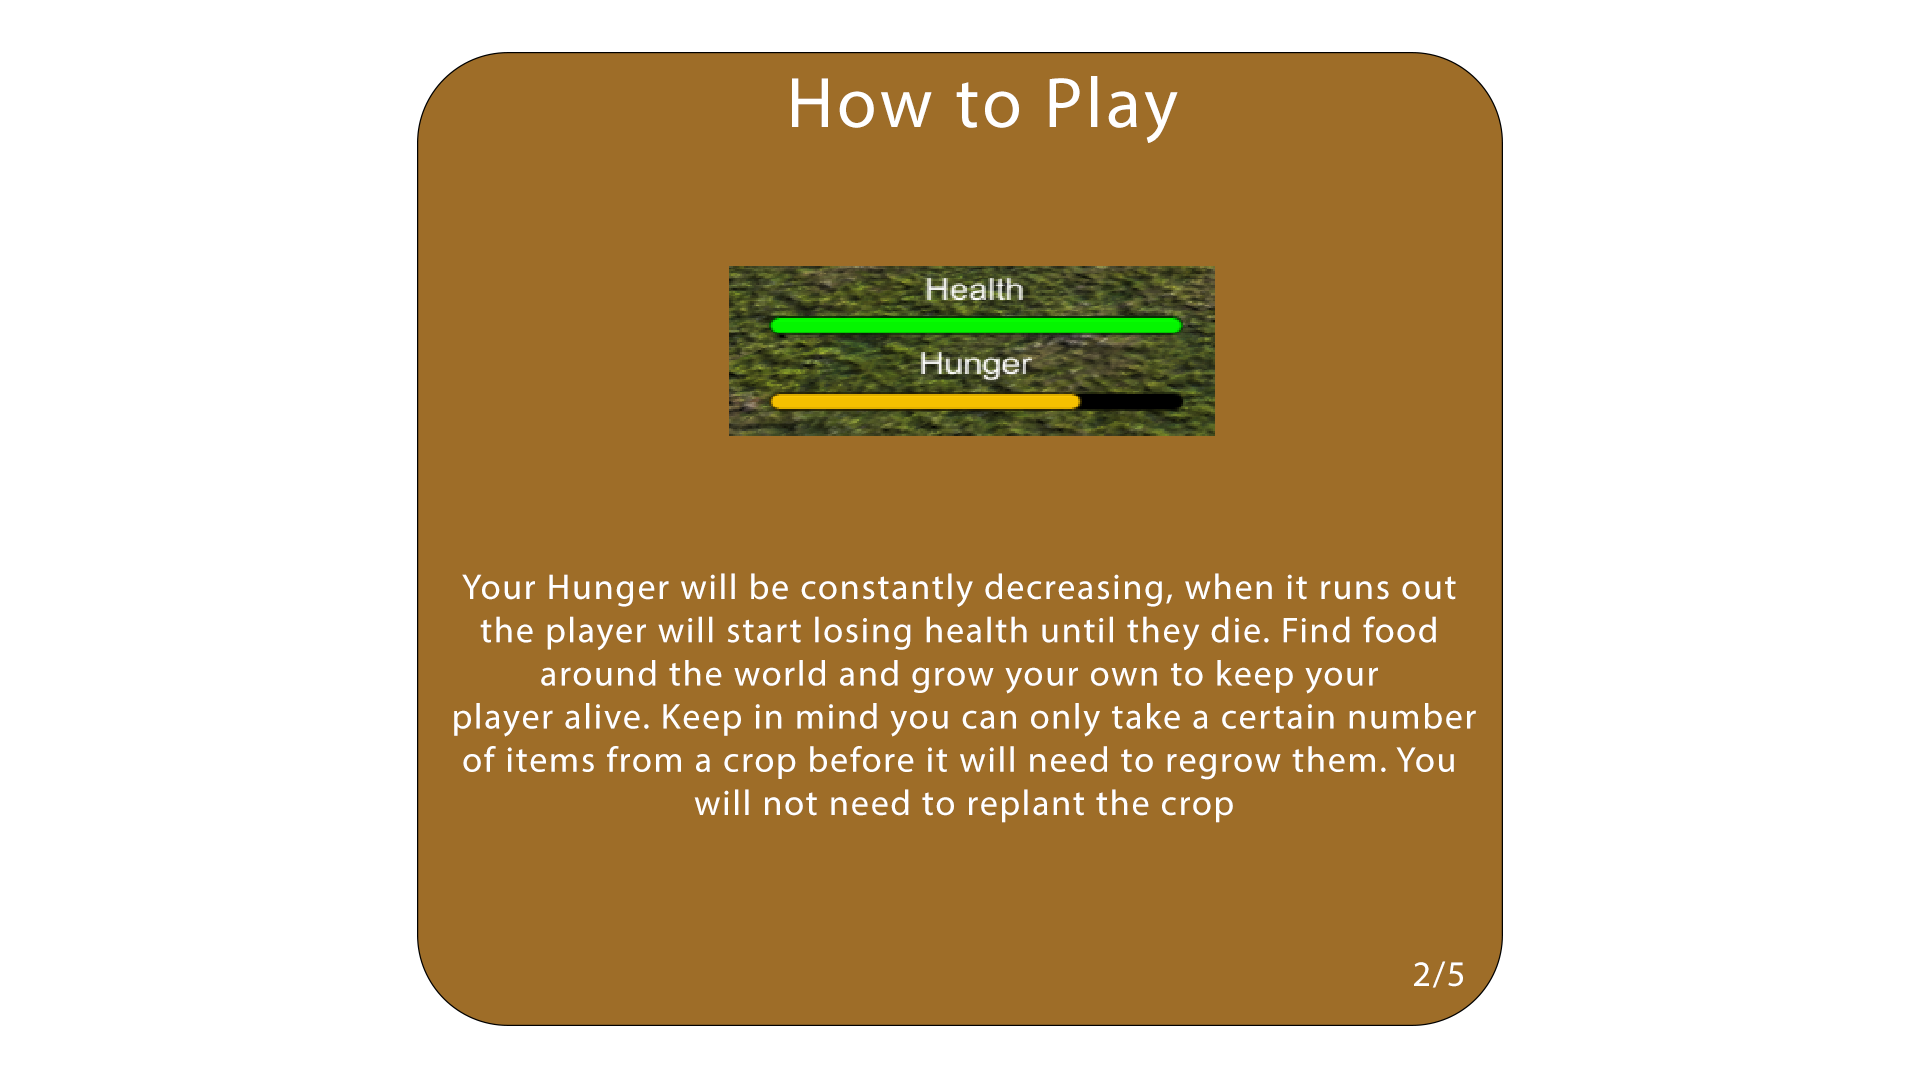 How to Play
Health
Hunger
Your Hunger will be constantly decreasing, when it runs out
the player will start losing health until they die. Find food
around the world and grow your own to keep your
player alive. Keep in mind you can only take a certain number
of items from a crop before it will need to regrow them. You
will not need to replant the crop
2/5